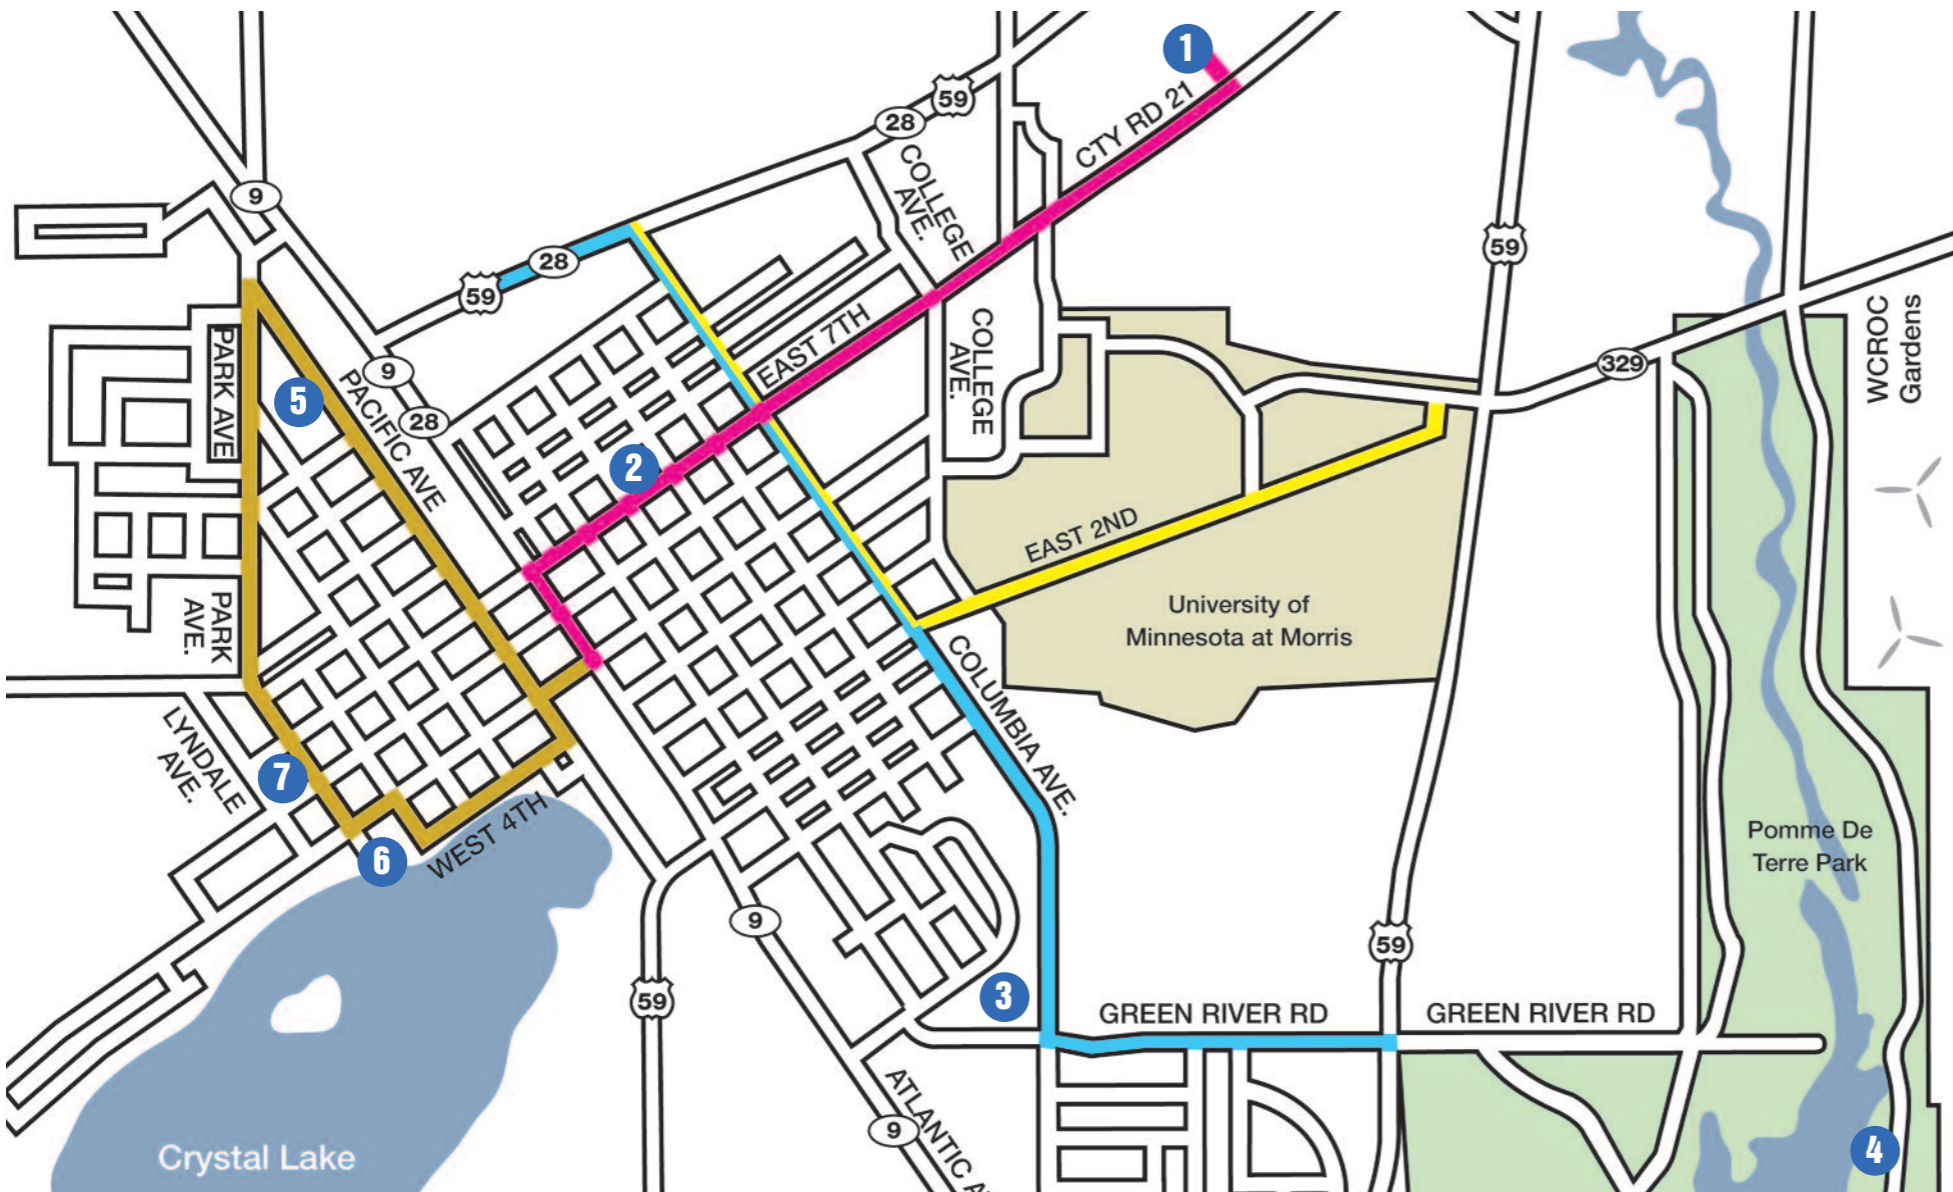 1
CTY RD 21
59
28
COLLEGE
AVE.
9
28
59
59
EAST 7TH
COLLEGE
AVE.
WCROC
Gardens
329
PARK AVE
5
9
28
PACIFIC AVE
2
EAST 2ND
University of
Minnesota at Morris
PARK
AVE.
COLUMBIA AVE.
LYNDALE
AVE.
7
6
WEST 4TH
Pomme De
Terre Park
9
59
59
3
GREEN RIVER RD
GREEN RIVER RD
ATLANTIC
9
Crystal Lake
4